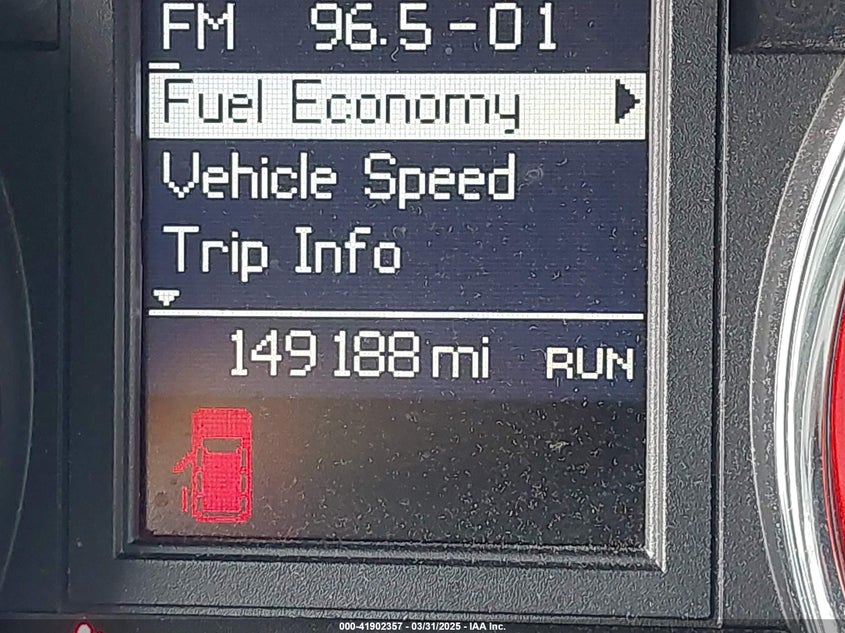 FM 96.5-01
Fuel Economy
Vehicle Speed
Trip Info
149188 mi RUN
000-41902357 - 03/31/2025 - IAA Inc.